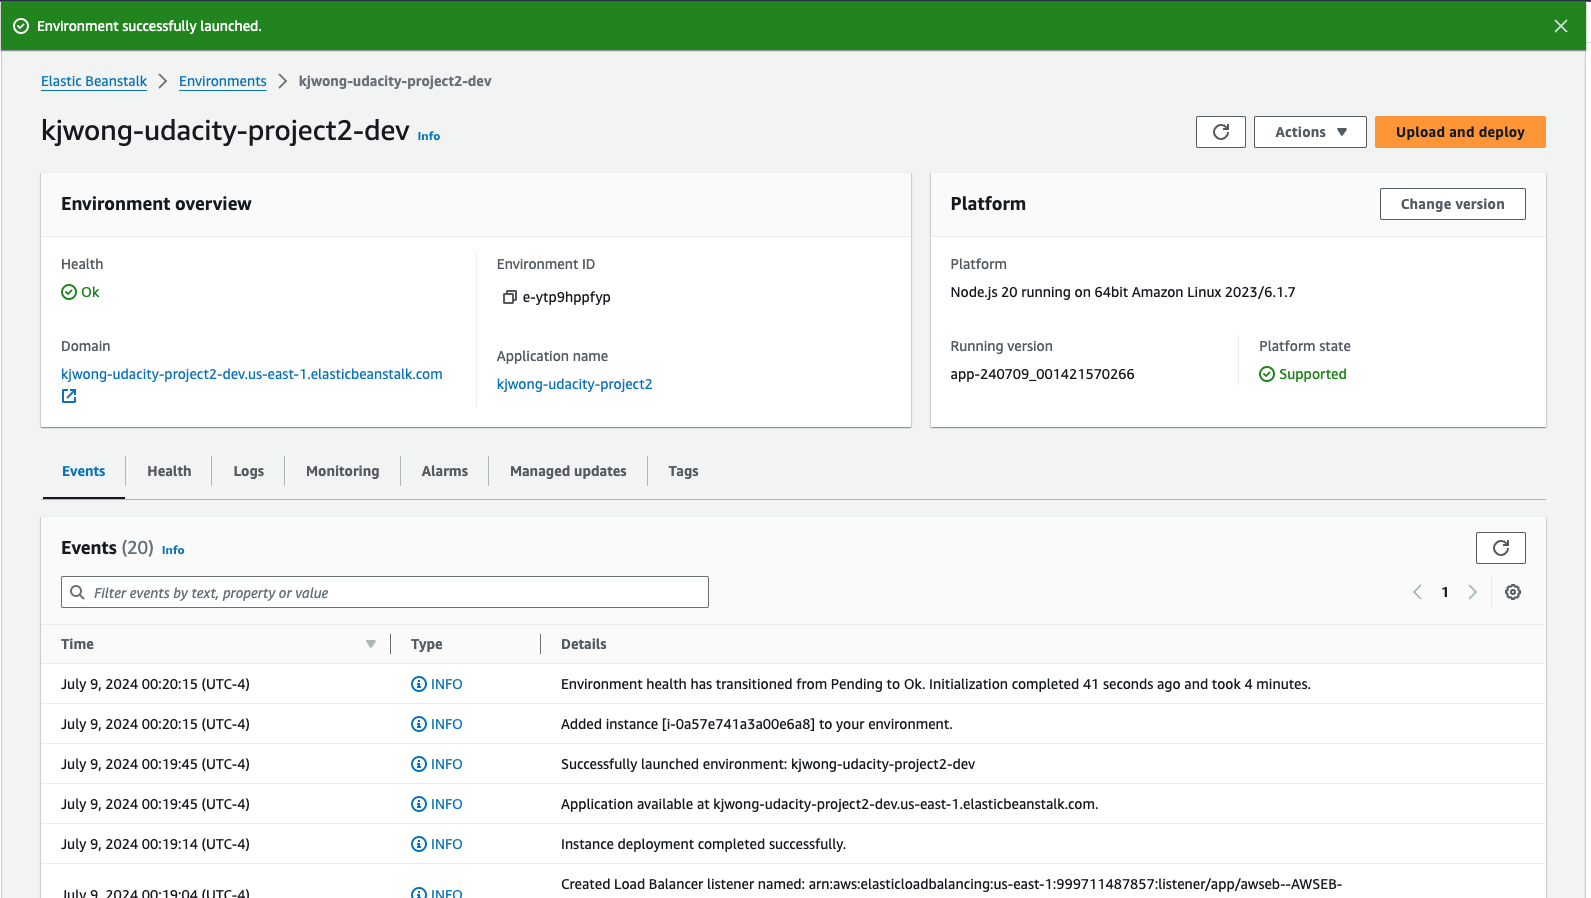 Environment successfully launched.
Elastic Beanstalk > Environments > kjwong-udacity-project2-dev
kjwong-udacity-project2-dev Info
Actions
Upload and deploy
Environment overview
Health
Ok
Environment ID
e-ytp9hppfyp
Domain
kjwong-udacity-project2-dev.us-east-1.elasticbeanstalk.com
Application name
kjwong-udacity-project2
Platform
Change version
Platform
Node.js 20 running on 64bit Amazon Linux 2023/6.1.7
Running version
app-240709_001421570266
Platform state
Supported
Events
Health
Logs
Monitoring
Alarms
Managed updates
Tags
Events (20) Info
Filter events by text, property or value
1
Time Type Details
July 9, 2024 00:20:15 (UTC-4) INFO Environment health has transitioned from Pending to Ok. Initialization completed 41 seconds ago and took 4 minutes.
July 9, 2024 00:20:15 (UTC-4) INFO Added instance [i-0a57e741a3a00e6a8] to your environment.
July 9, 2024 00:19:45 (UTC-4) INFO Successfully launched environment: kjwong-udacity-project2-dev
July 9, 2024 00:19:45 (UTC-4) INFO Application available at kjwong-udacity-project2-dev.us-east-1.elasticbeanstalk.com.
July 9, 2024 00:19:14 (UTC-4) INFO Instance deployment completed successfully.
July 9, 2024 00:19:04 (UTC-4) INFO Created Load Balancer listener named: arn:aws:elasticloadbalancing:us-east-1:999711487857:listener/app/awseb--AWSEB-